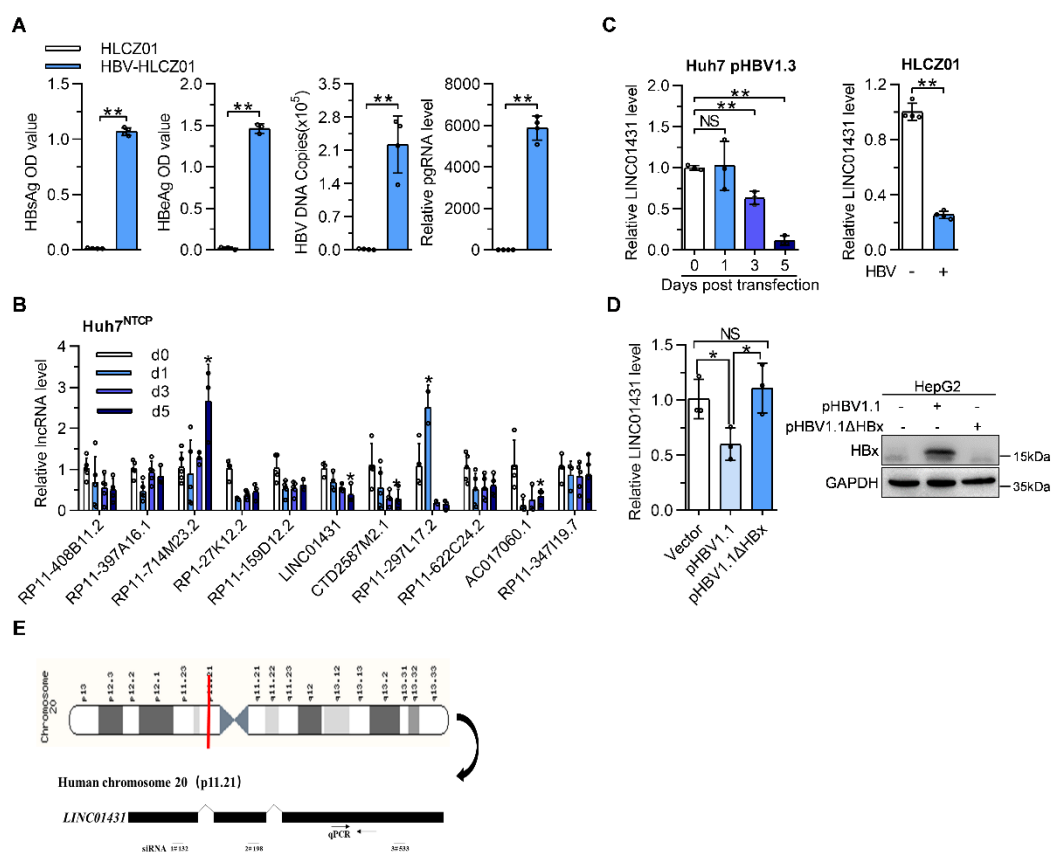 A
HLCZ01
HBV-HLCZ01
HBsAg OD value
1.5
1.0
0.5
0.0
**
HBeAg OD value
2.0
1.5
1.0
0.5
0.0
**
HBV DNA Copies(x10⁵)
3.6
2.7
1.8
0.9
0.0
**
Relative pgRNA level
8000
6000
4000
2000
0
**
B
Huh7NTCP
d0
d1
d3
d5
Relative lncRNA level
4
3
2
1
0
*
*
*
*
*
RP11-408B11.2
RP11-397A16.1
RP11-714M23.2
RP1-27K12.2
RP11-159D12.2
LINC01431
CTD2587M2.1
RP11-297L17.2
RP11-622C24.2
AC017060.1
RP11-347I19.7
C
Huh7 pHBV1.3
Relative LINC01431 level
2.0
1.5
1.0
0.5
0.0
**
**
NS
0 1 3 5
Days post transfection
HLCZ01
Relative LINC01431 level
1.5
1.0
0.5
0.0
**
HBV - +
D
Relative LINC01431 level
1.5
1.0
0.5
0.0
NS
*
*
Vector
pHBV1.1
pHBV1.1ΔHBx
HepG2
pHBV1.1 - + -
pHBV1.1ΔHBx - - +
HBx
15kDa
GAPDH
35kDa
E
Chromosome
20
p13
p12.3
p12.2
p12.1
p11.23
p11.21
q11.21
q11.22
q11.23
q12
q13.12
q13.13
q13.2
q13.31
q13.32
q13.33
Human chromosome 20 (p11.21)
LINC01431
qPCR
siRNA 1# 132 2# 198 3# 533